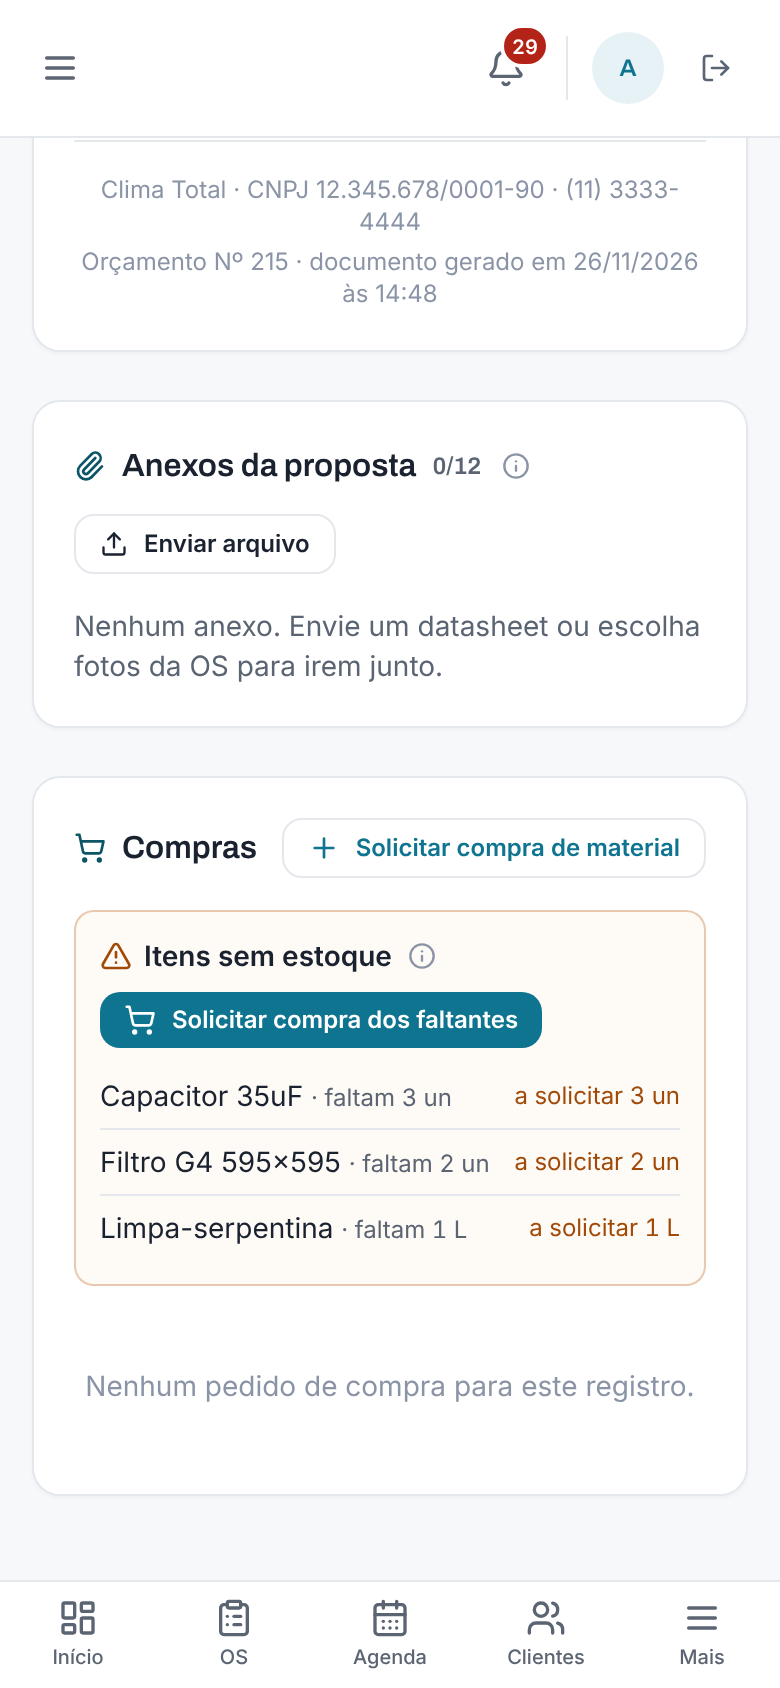 29
A
Clima Total · CNPJ 12.345.678/0001-90 · (11) 3333-
4444
Orçamento Nº 215 · documento gerado em 26/11/2026
às 14:48
Anexos da proposta 0/12
Enviar arquivo
Nenhum anexo. Envie um datasheet ou escolha
fotos da OS para irem junto.
Compras
Solicitar compra de material
Itens sem estoque
Solicitar compra dos faltantes
Capacitor 35uF · faltam 3 un a solicitar 3 un
Filtro G4 595×595 · faltam 2 un a solicitar 2 un
Limpa-serpentina · faltam 1 L a solicitar 1 L
Nenhum pedido de compra para este registro.
Início OS Agenda Clientes Mais